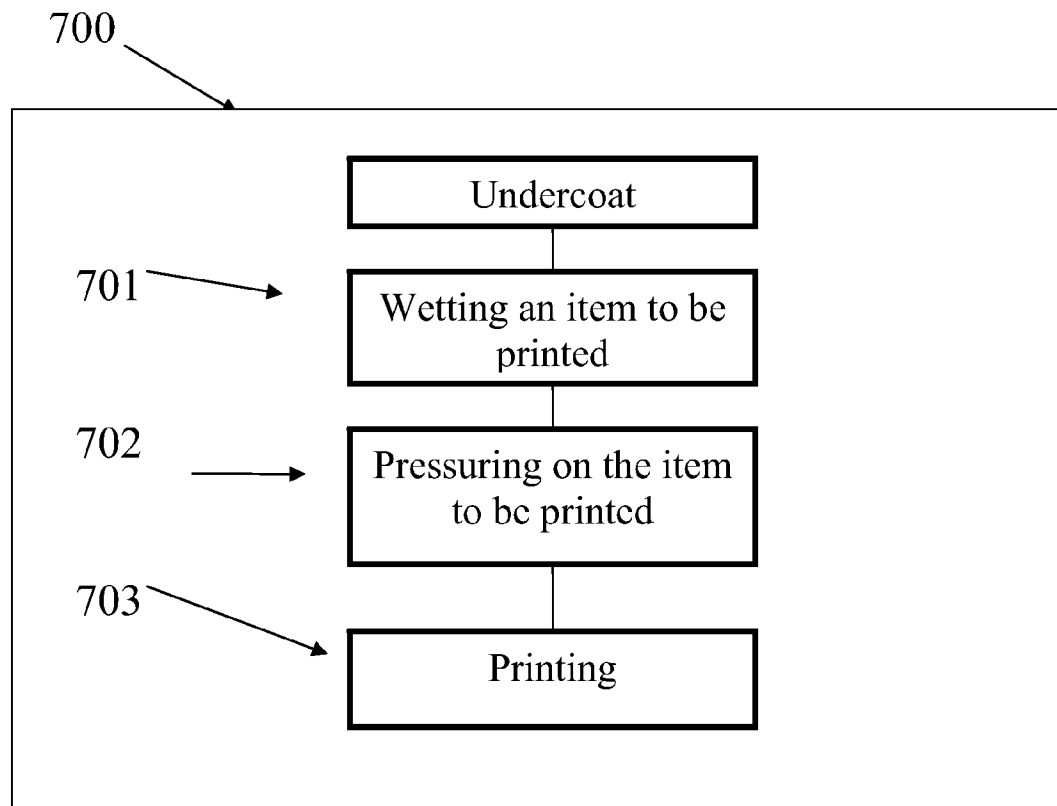 700
Undercoat
701
Wetting an item to be
printed
702
Pressuring on the item
to be printed
703
Printing